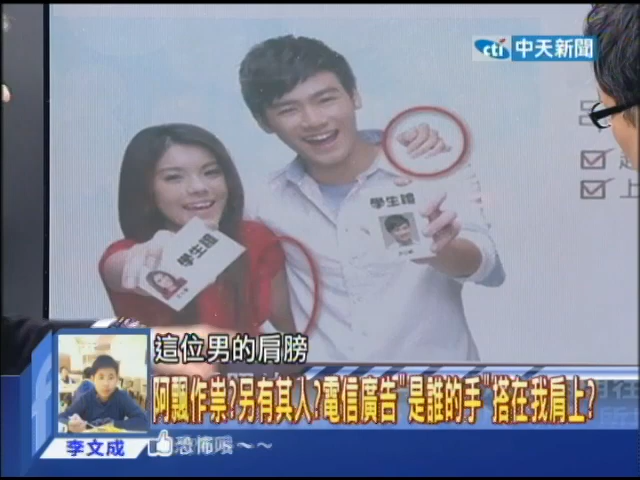 cti 中天新聞
學生證
學生證
這位男的肩膀
阿飄作祟?另有其人?電信廣告"是誰的手"搭在我肩上?
李文成
恐怖喔~~